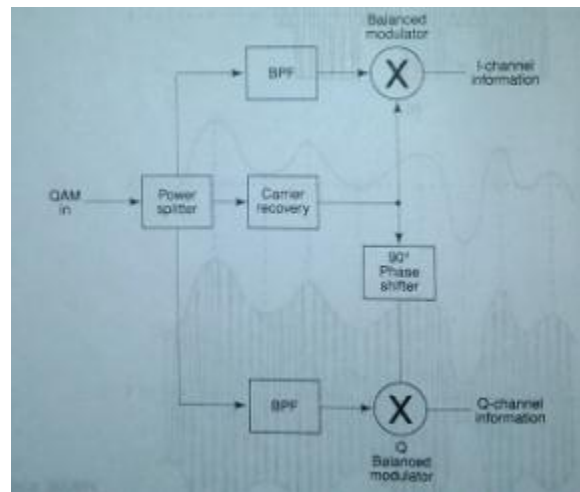 Balanced
modulator
BPF
I-channel
information
QAM
in
Power
splitter
Carrier
recovery
90°
Phase
shifter
BPF
Q-channel
information
Q
Balanced
modulator